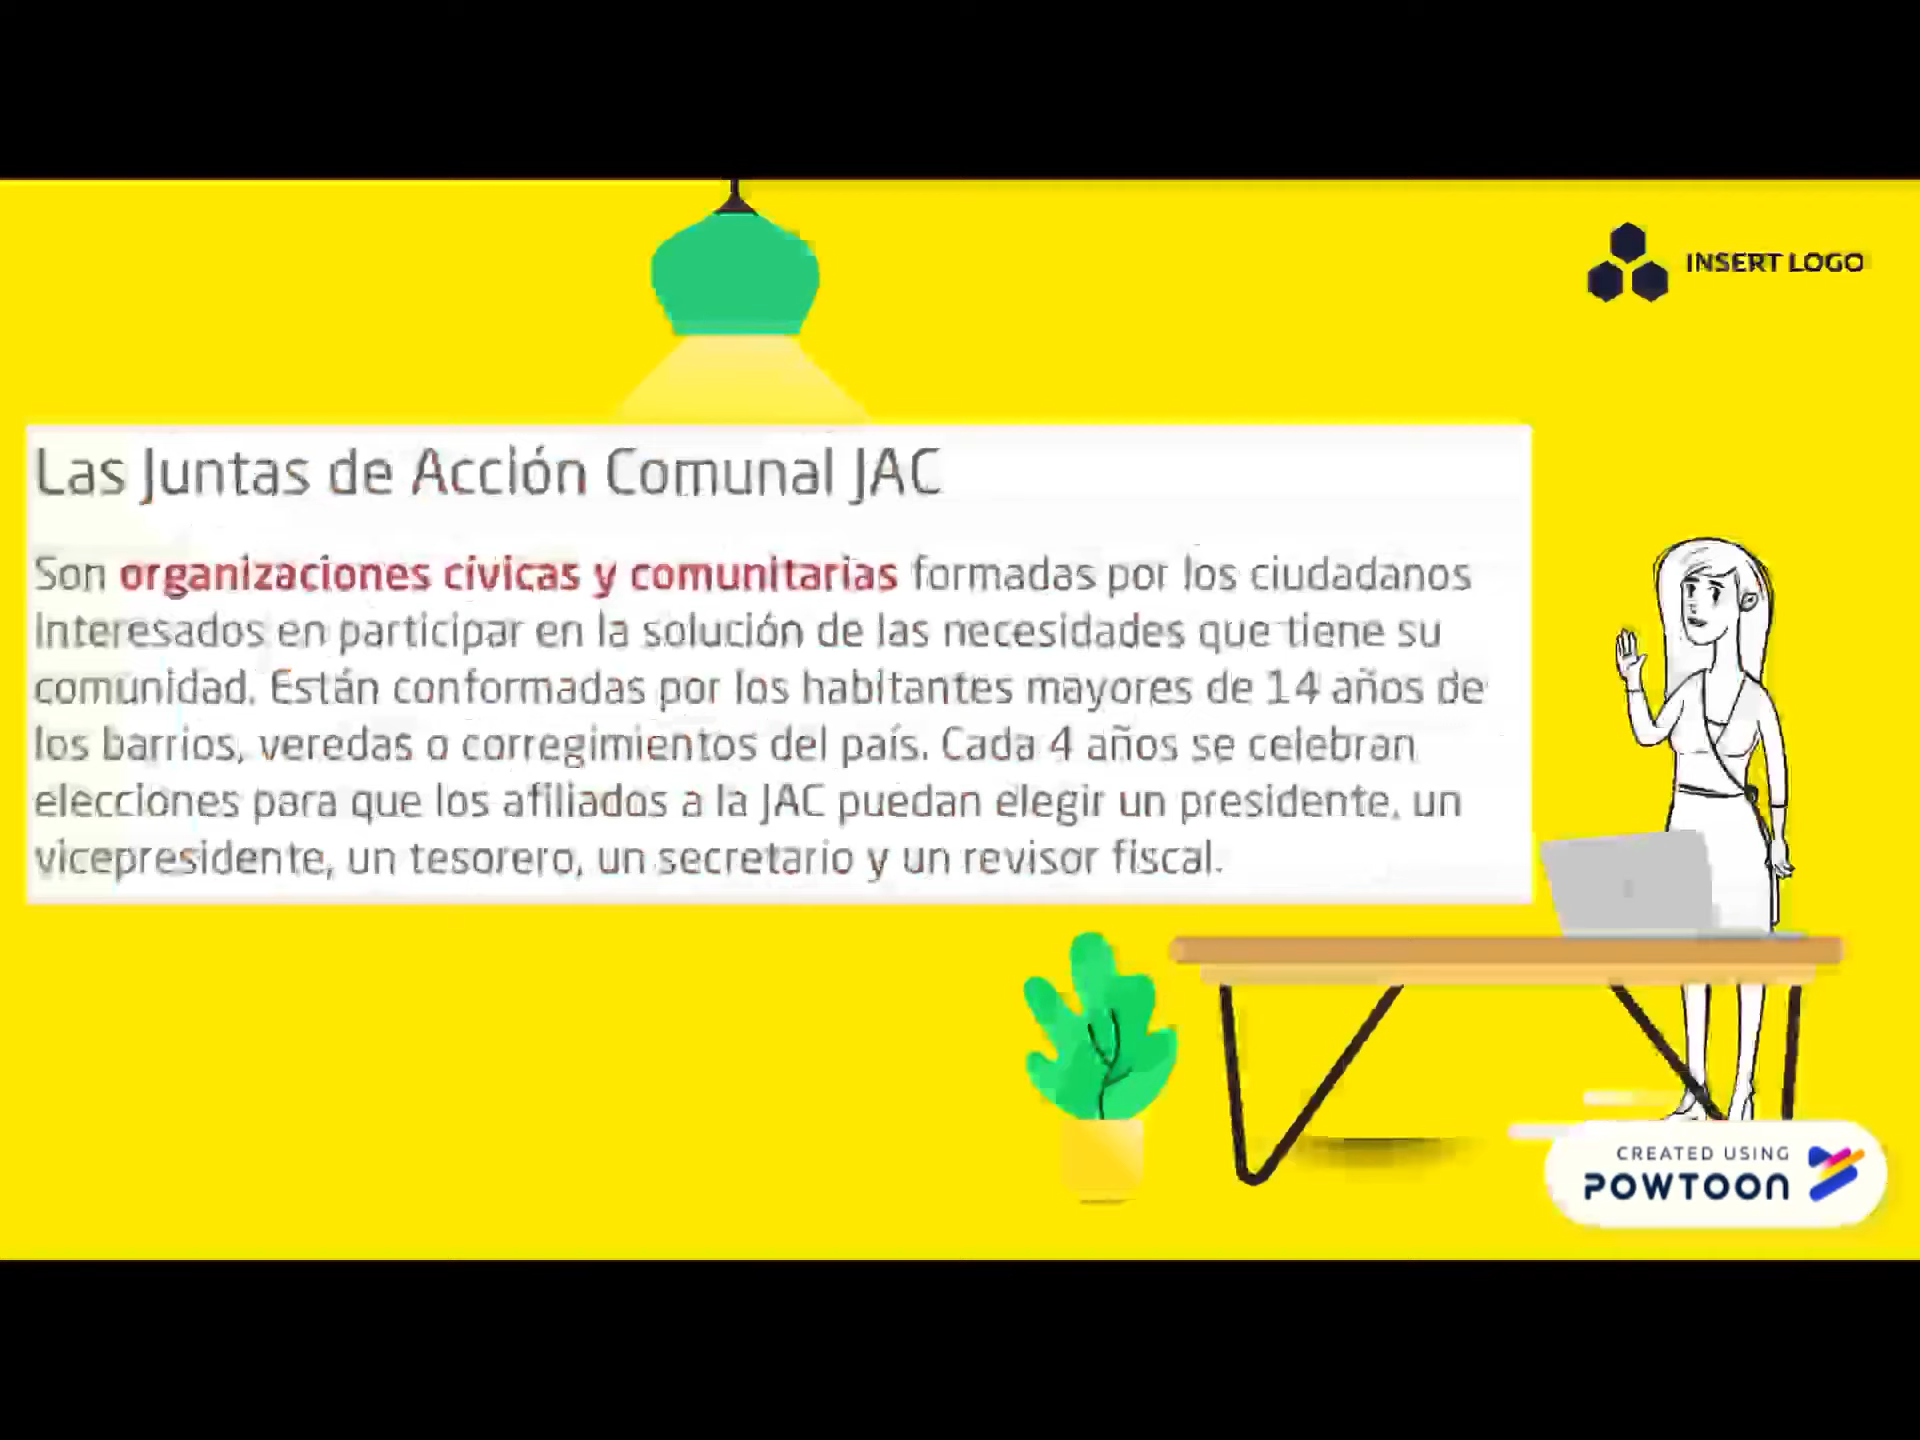 INSERT LOGO
Las Juntas de Acción Comunal JAC
Son organizaciones cívicas y comunitarias formadas por los ciudadanos
interesados en participar en la solución de las necesidades que tiene su
comunidad. Están conformadas por los habitantes mayores de 14 años de
los barrios, veredas o corregimientos del país. Cada 4 años se celebran
elecciones para que los afiliados a la JAC puedan elegir un presidente, un
vicepresidente, un tesorero, un secretario y un revisor fiscal.
CREATED USING
POWTOON